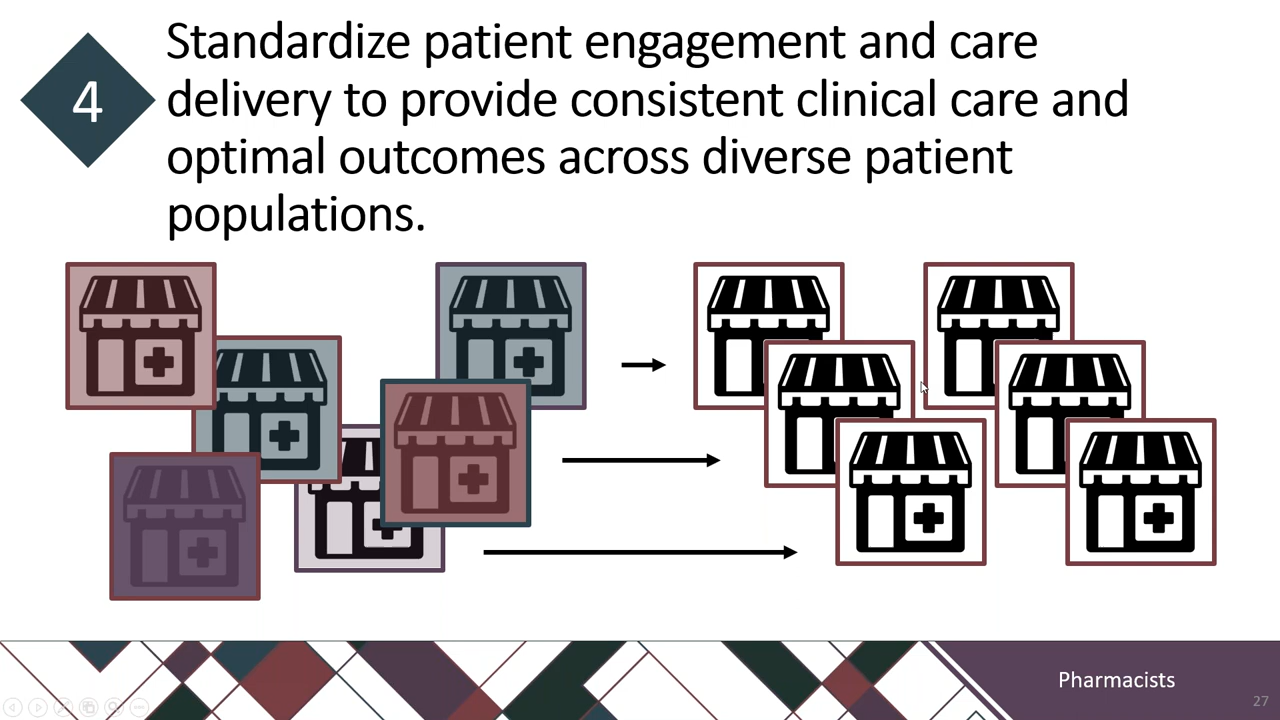 4
Standardize patient engagement and care
delivery to provide consistent clinical care and
optimal outcomes across diverse patient
populations.
Pharmacists
27